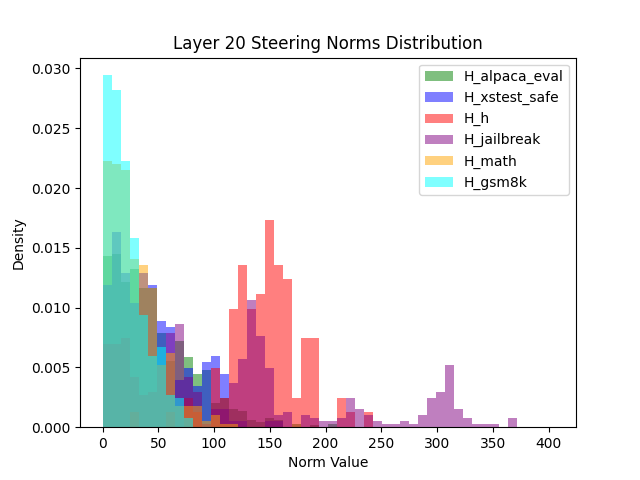 Layer 20 Steering Norms Distribution
0.030
0.025
0.020
0.015
0.010
0.005
0.000
Density
H_alpaca_eval
H_xstest_safe
H_h
H_jailbreak
H_math
H_gsm8k
0 50 100 150 200 250 300 350 400
Norm Value